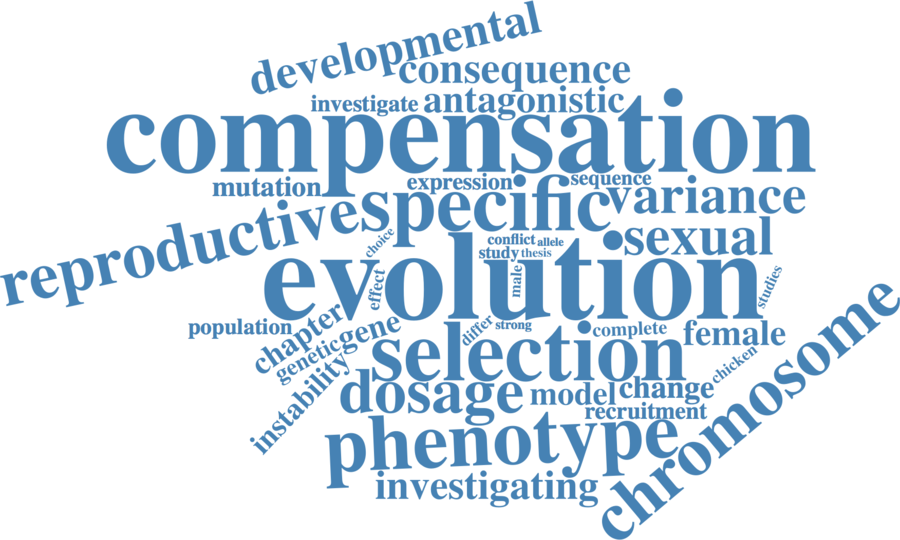 developmental
consequence
investigate
antagonistic
compensation
mutation
expression
sequence
reproductive
specific
variance
choice
conflict
allele
sexual
study
thesis
evolution
effect
male
studies
population
chapter
gene
differ
strong
complete
female
genetic
selection
chicken
chromosome
instability
dosage
model
change
recruitment
phenotype
investigating